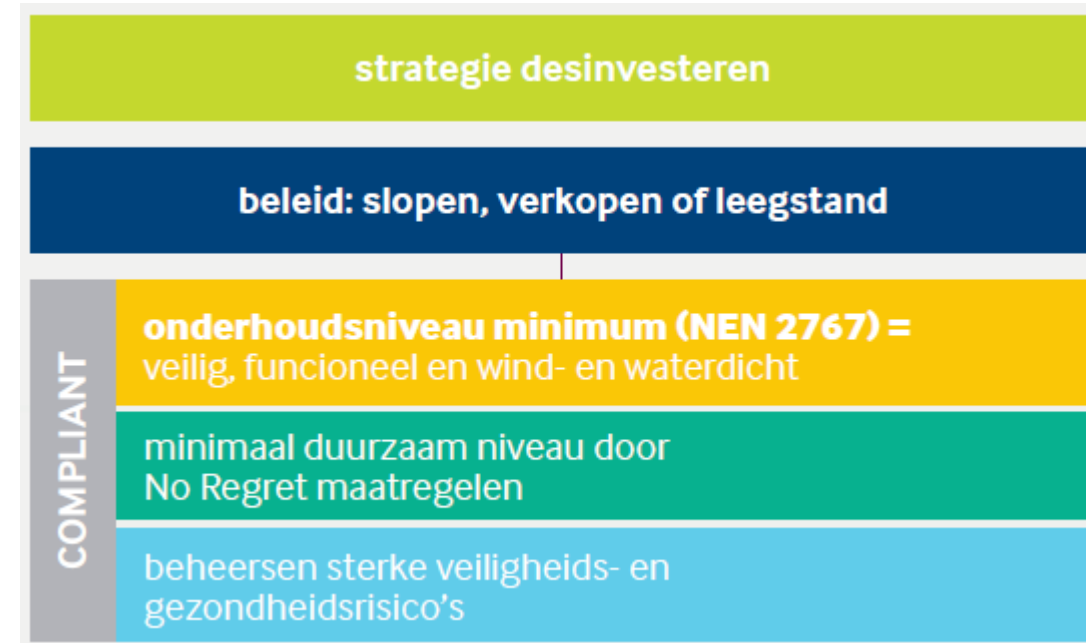 strategie desinvesteren
beleid: slopen, verkopen of leegstand
COMPLIANT
onderhoudsniveau minimum (NEN 2767) =
veilig, funcioneel en wind- en waterdicht
minimaal duurzaam niveau door
No Regret maatregelen
beheersen sterke veiligheids- en
gezondheidsrisico's